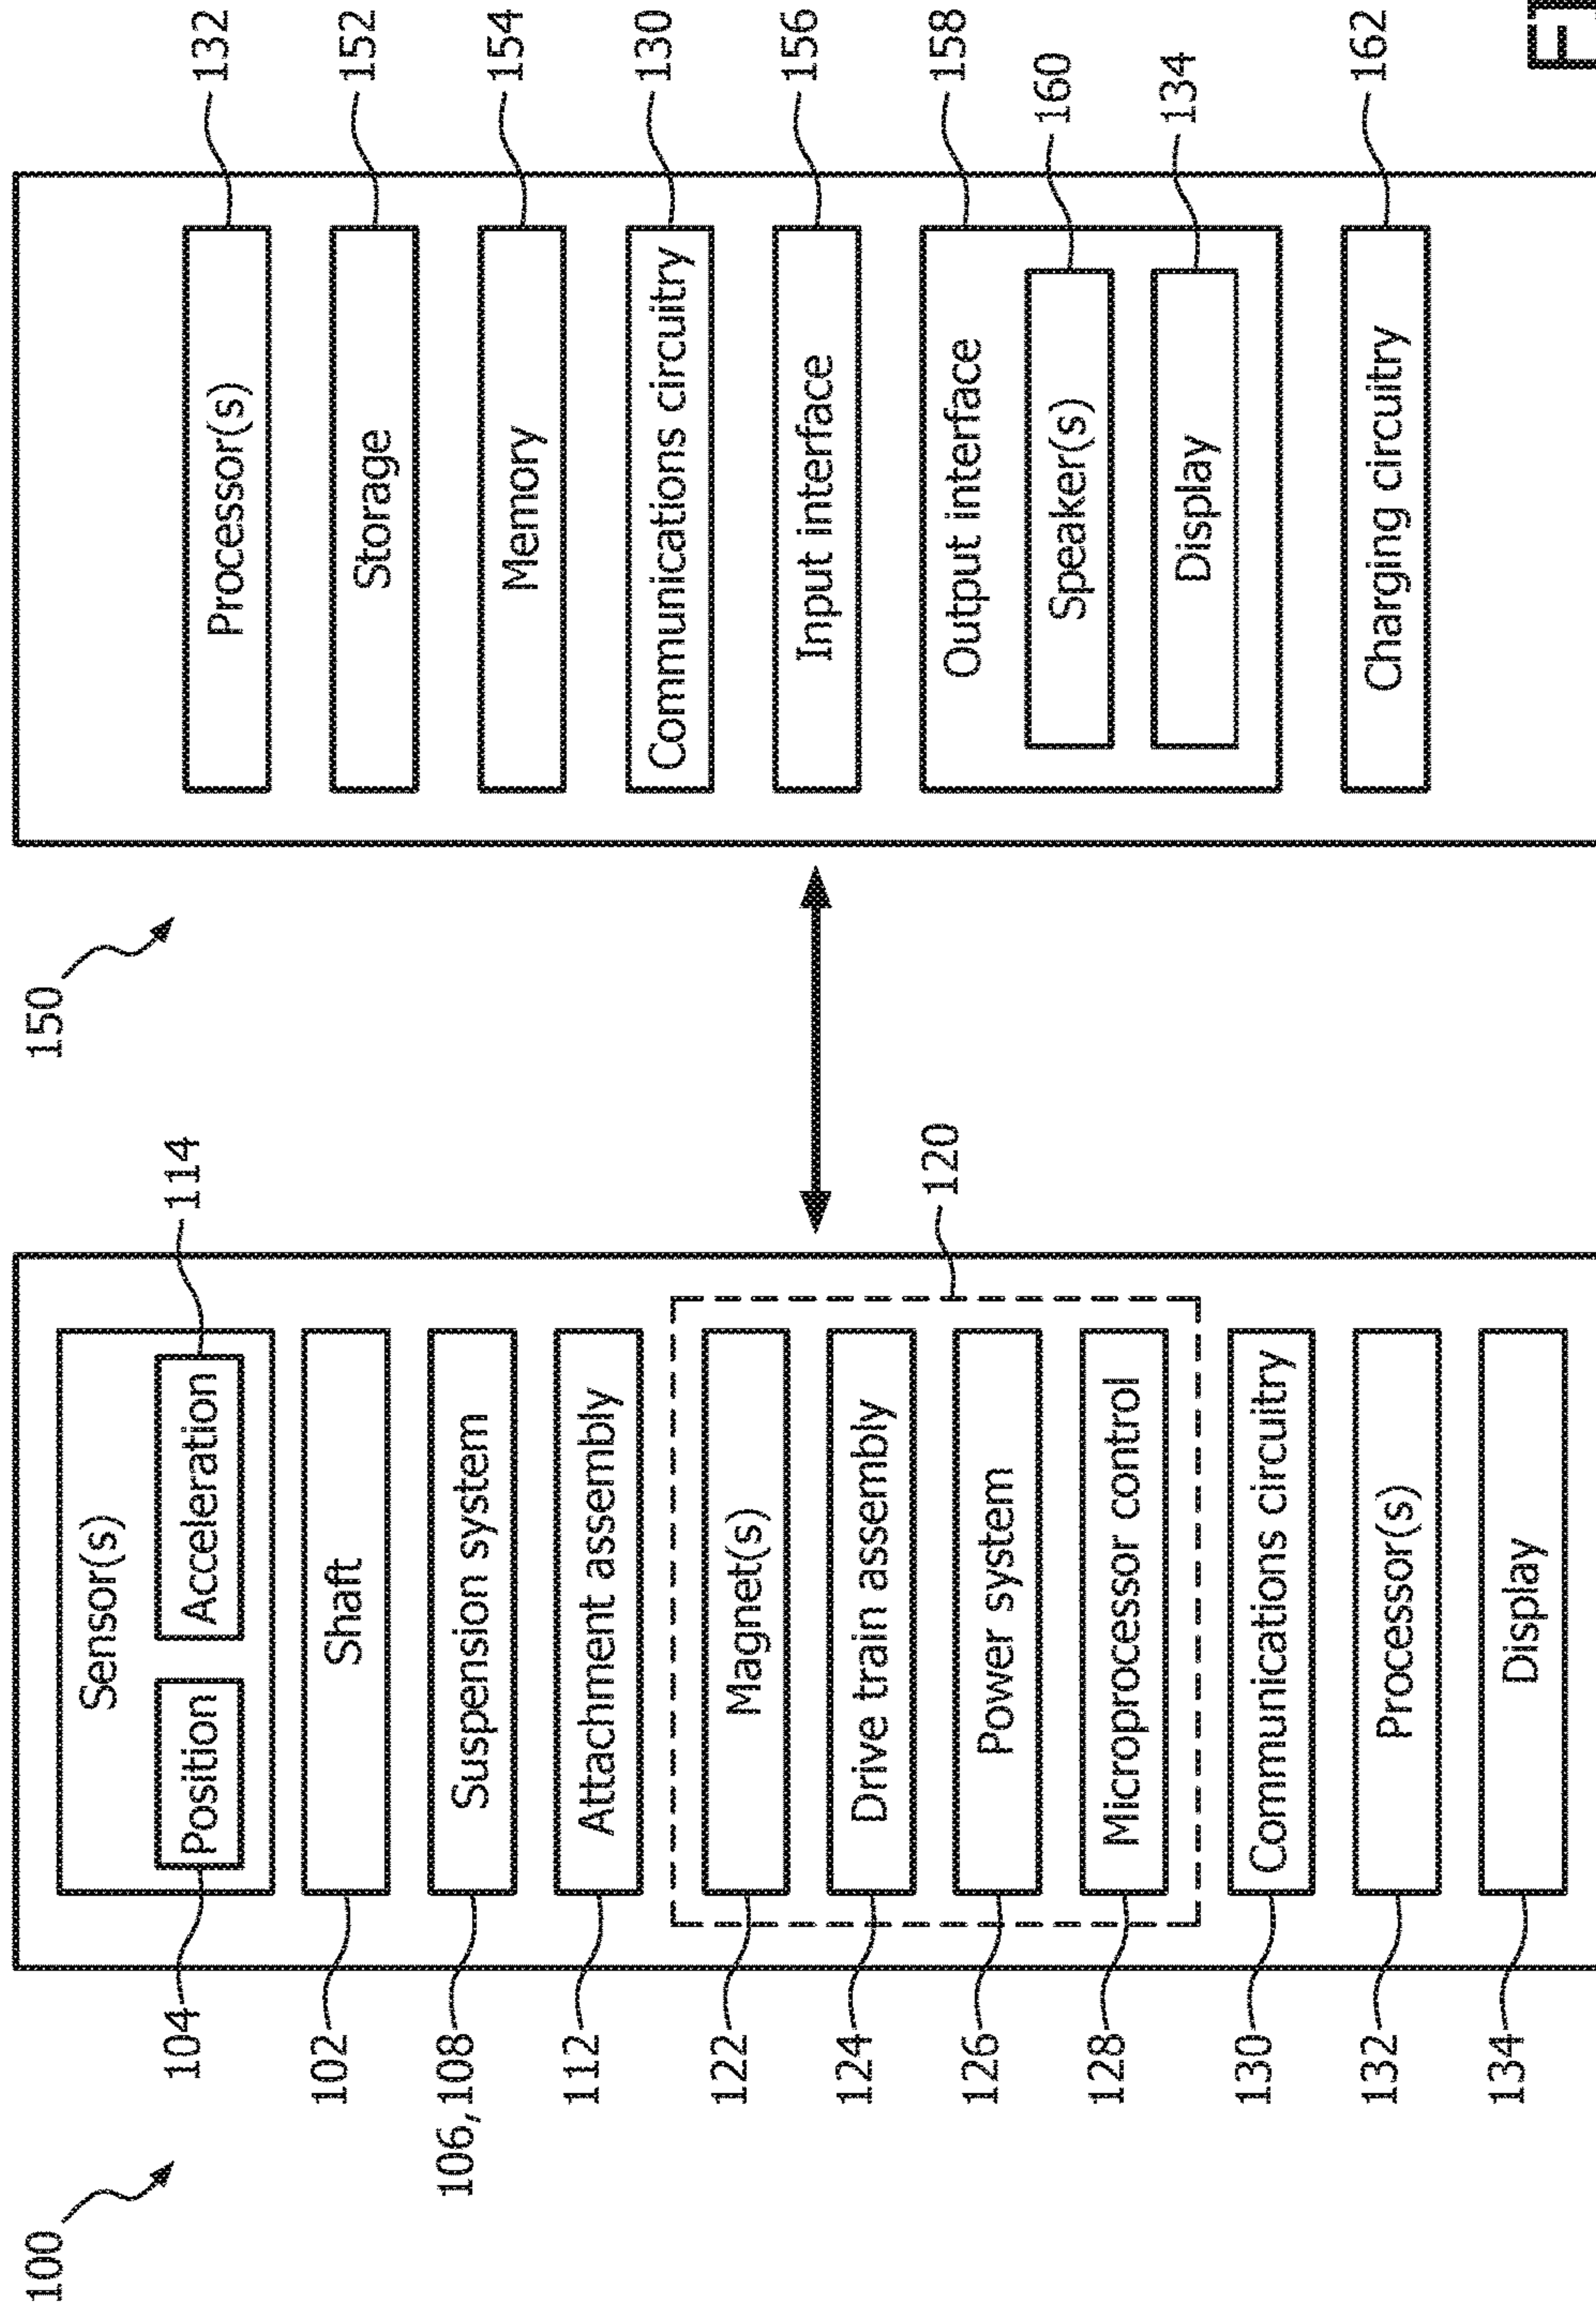 100
Sensor(s)
104
Position
Acceleration
114
102
Shaft
106, 108
Suspension system
112
Attachment assembly
120
122
Magnet(s)
124
Drive train assembly
126
Power system
128
Microprocessor control
130
Communications circuitry
132
Processor(s)
134
Display
150
Processor(s)
132
Storage
152
Memory
154
Communications circuitry
130
Input interface
156
Output interface
158
Speaker(s)
160
Display
134
Charging circuitry
162